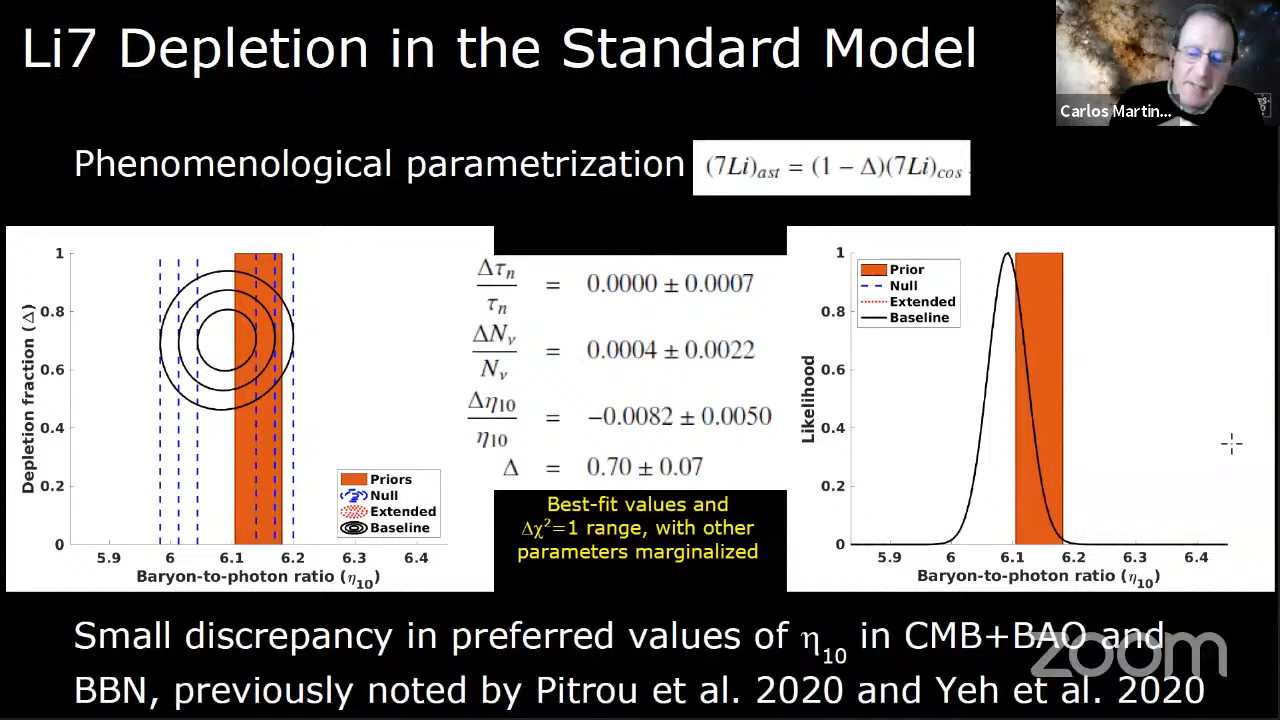 Li7 Depletion in the Standard Model
Carlos Martin...
Phenomenological parametrization (7Li)ast = (1 − Δ)(7Li)cos.
1
0.8
0.6
0.4
0.2
0
Depletion fraction (Δ)
5.9 6 6.1 6.2 6.3 6.4
Baryon-to-photon ratio (η10)
Priors
Null
Extended
Baseline
Δτn/τn = 0.0000 ± 0.0007
ΔNν/Nν = 0.0004 ± 0.0022
Δη10/η10 = −0.0082 ± 0.0050
Δ = 0.70 ± 0.07
Best-fit values and
Δχ²=1 range, with other
parameters marginalized
1
0.8
0.6
0.4
0.2
0
Likelihood
5.9 6 6.1 6.2 6.3 6.4
Baryon-to-photon ratio (η10)
Prior
Null
Extended
Baseline
Small discrepancy in preferred values of η10 in CMB+BAO and
BBN, previously noted by Pitrou et al. 2020 and Yeh et al. 2020
zoom